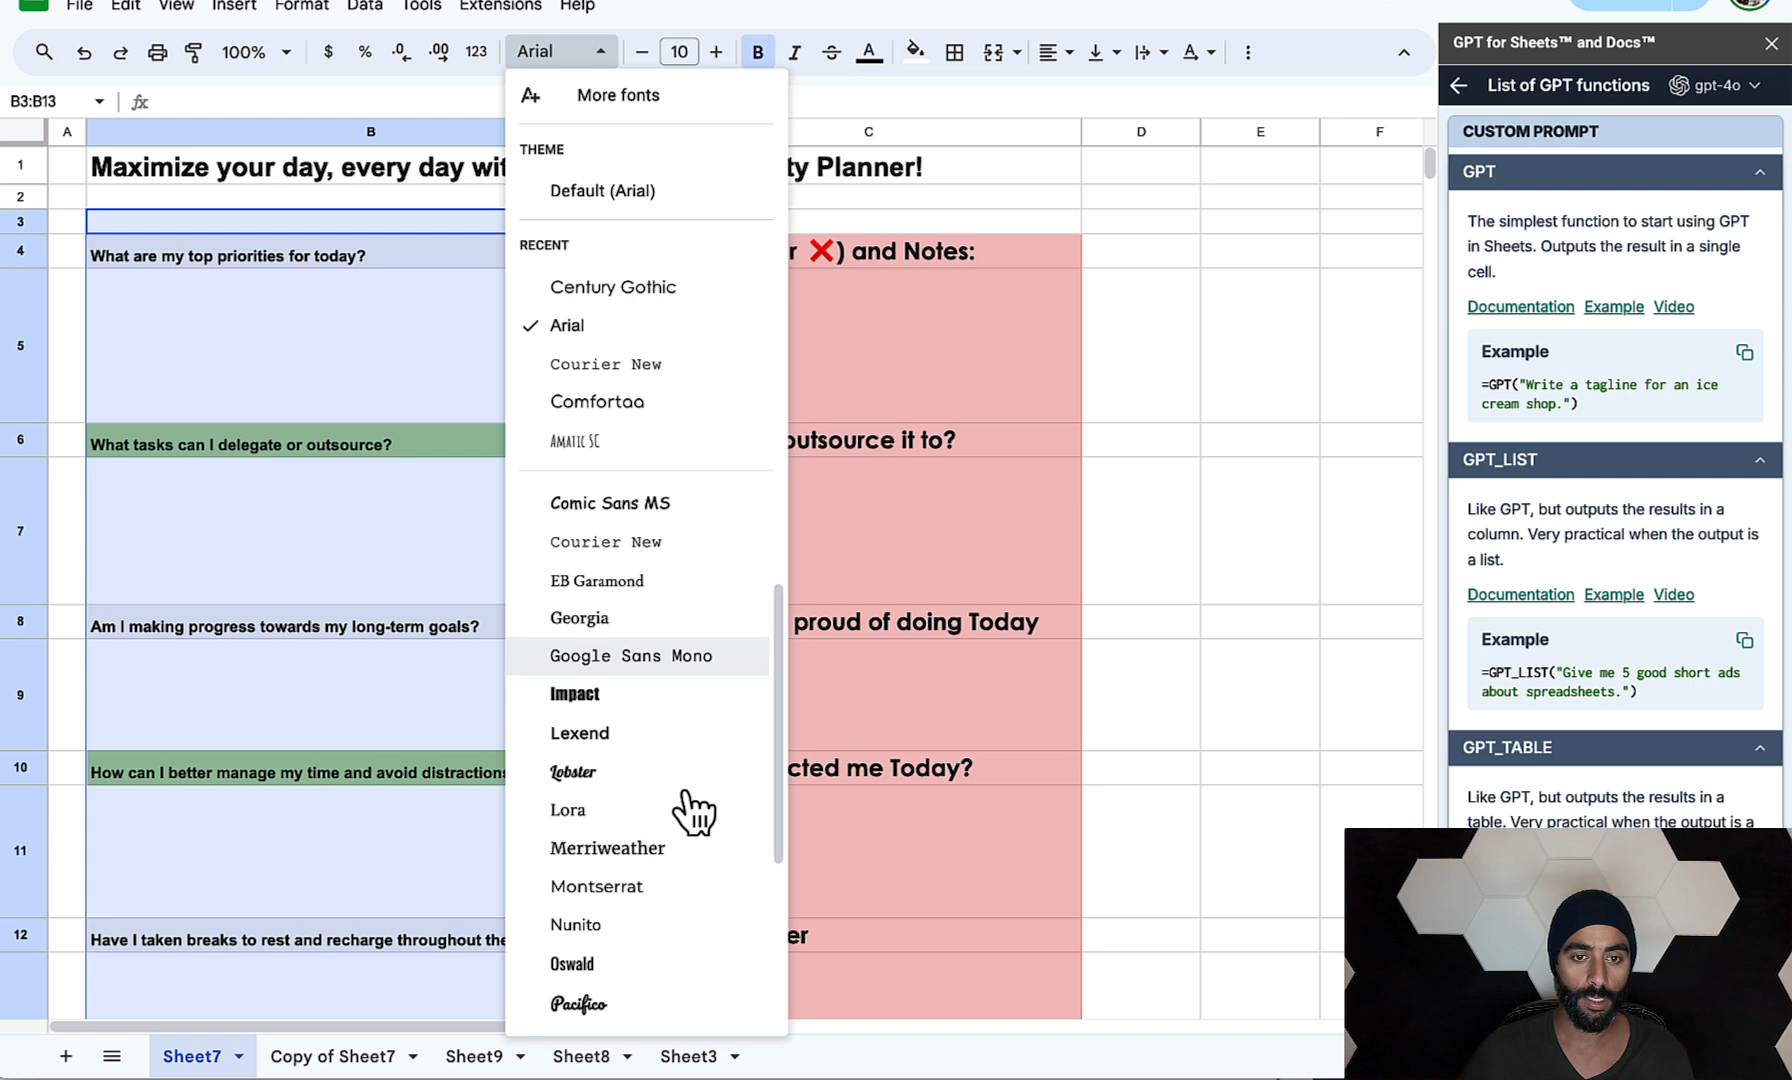 File Edit View Insert Format Data Tools Extensions Help
100% $ % .0 .00 123 Arial 10 B I A
GPT for Sheets™ and Docs™
List of GPT functions gpt-4o
B3:B13 fx
A B C D E F
1 Maximize your day, every day wit
ty Planner!
2
3
4 What are my top priorities for today?
r ❌) and Notes:
5
6 What tasks can I delegate or outsource?
outsource it to?
7
8 Am I making progress towards my long-term goals?
proud of doing Today
9
10 How can I better manage my time and avoid distractions
cted me Today?
11
12 Have I taken breaks to rest and recharge throughout the
er
More fonts
THEME
Default (Arial)
RECENT
Century Gothic
Arial
Courier New
Comfortaa
Amatic SC
Comic Sans MS
Courier New
EB Garamond
Georgia
Google Sans Mono
Impact
Lexend
Lobster
Lora
Merriweather
Montserrat
Nunito
Oswald
Pacifico
CUSTOM PROMPT
GPT
The simplest function to start using GPT
in Sheets. Outputs the result in a single
cell.
Documentation Example Video
Example
=GPT("Write a tagline for an ice
cream shop.")
GPT_LIST
Like GPT, but outputs the results in a
column. Very practical when the output is
a list.
Documentation Example Video
Example
=GPT_LIST("Give me 5 good short ads
about spreadsheets.")
GPT_TABLE
Like GPT, but outputs the results in a
table. Very practical when the output is a
Sheet7 Copy of Sheet7 Sheet9 Sheet8 Sheet3